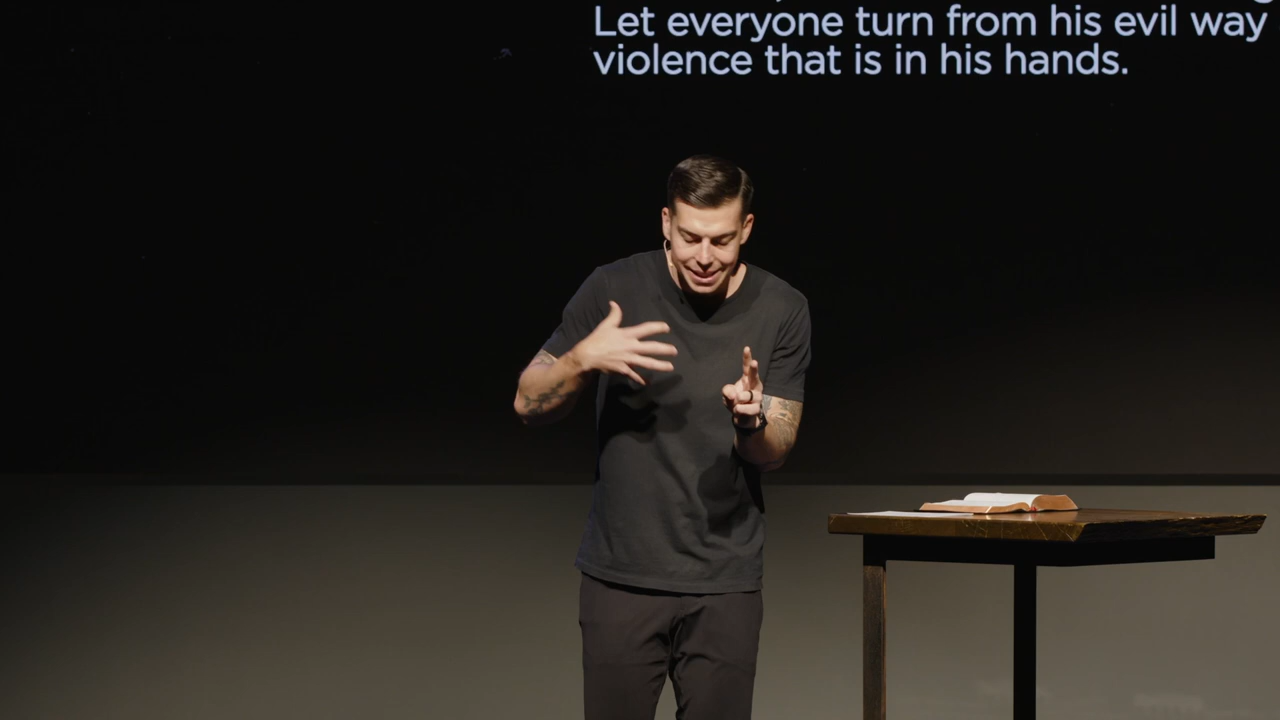 Let everyone turn from his evil way
violence that is in his hands.